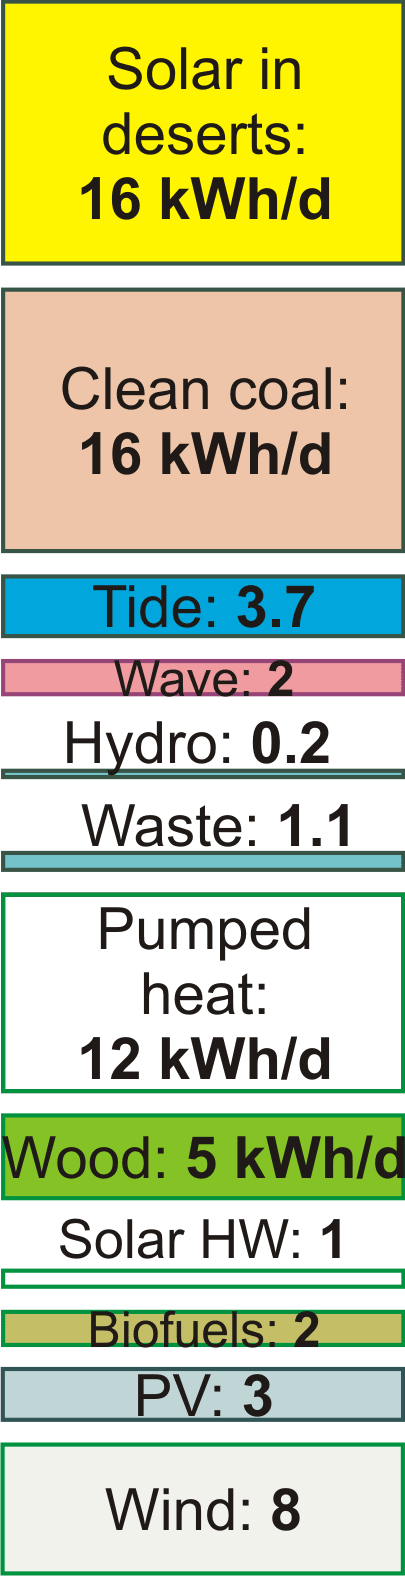 Solar in
deserts:
16 kWh/d
Clean coal:
16 kWh/d
Tide: 3.7
Wave: 2
Hydro: 0.2
Waste: 1.1
Pumped
heat:
12 kWh/d
Wood: 5 kWh/d
Solar HW: 1
Biofuels: 2
PV: 3
Wind: 8